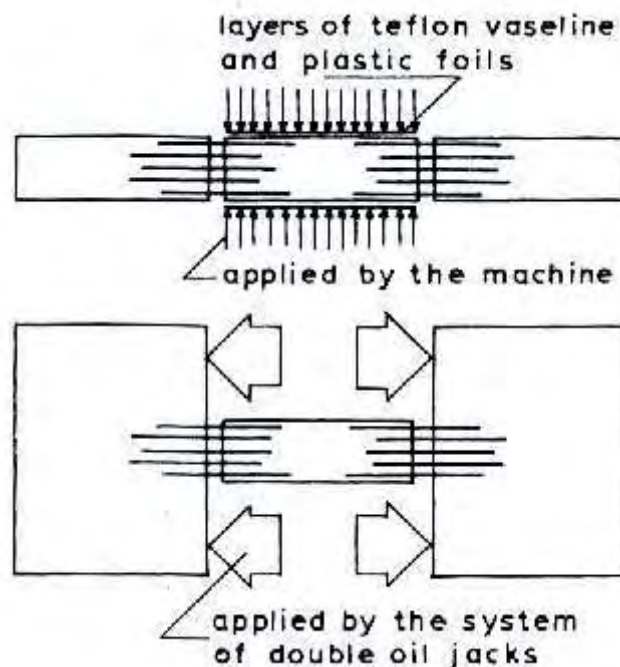 layers of teflon vaseline
and plastic foils
applied by the machine
applied by the system
of double oil jacks